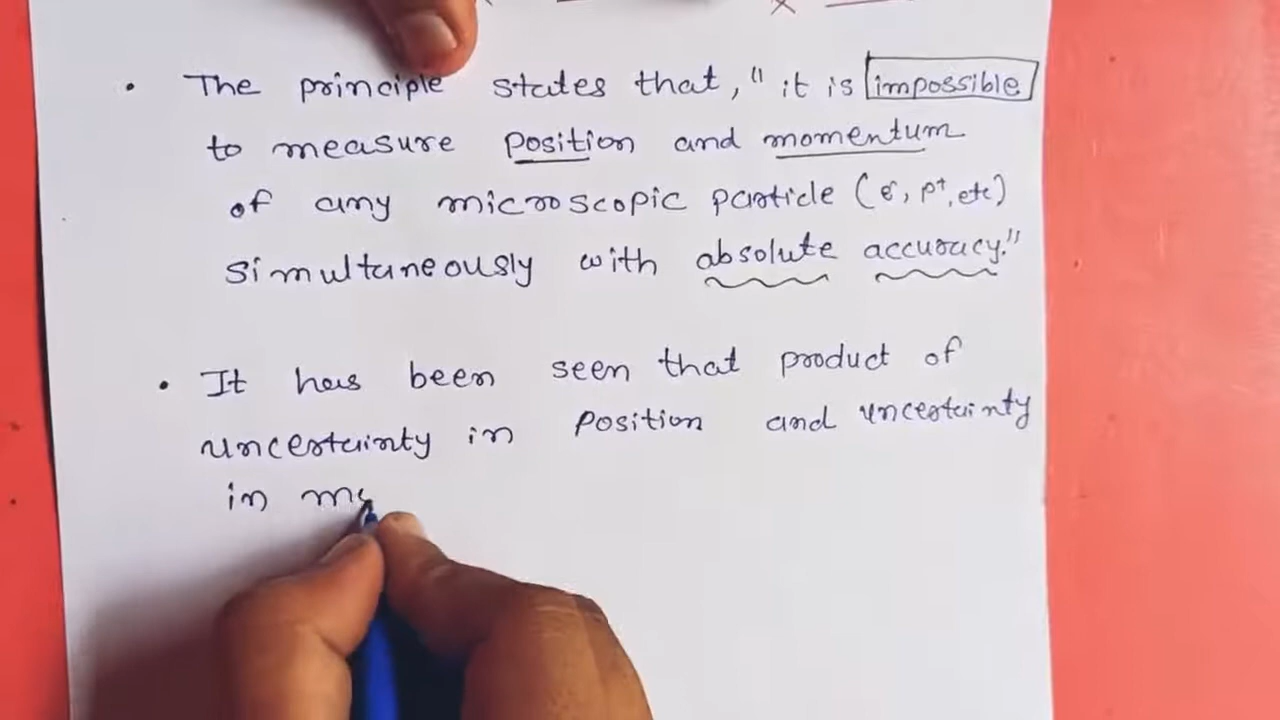 • The principle states that, " it is impossible
to measure position and momentum
of any microscopic particle (e⁻, p⁺, etc)
simultaneously with absolute accuracy."
• It has been seen that product of
uncertainty in position and uncertainty
in mo